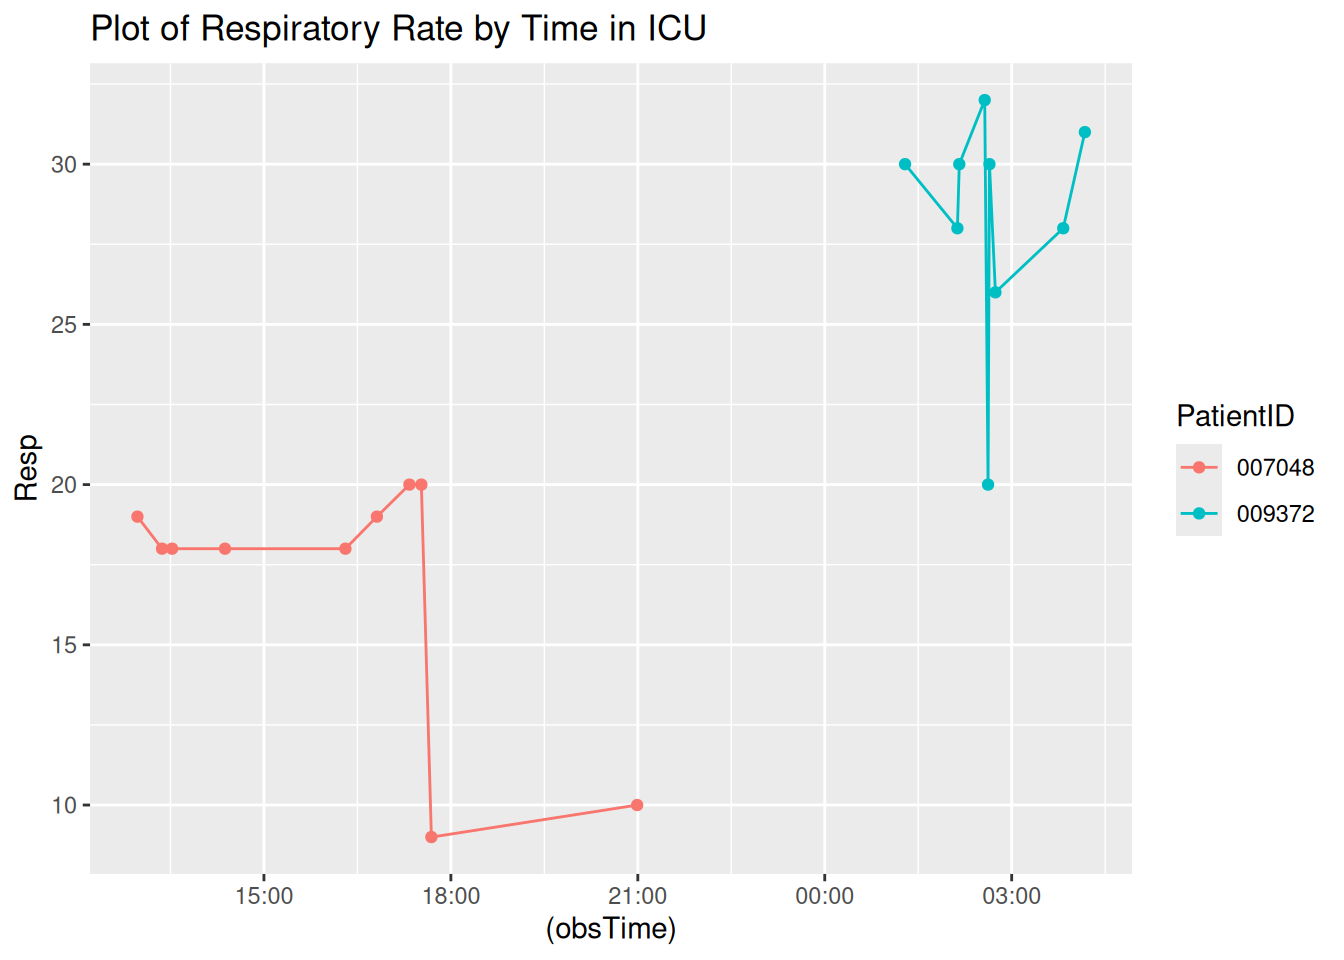 Plot of Respiratory Rate by Time in ICU
Resp
30
25
20
15
10
15:00 18:00 21:00 00:00 03:00
(obsTime)
PatientID
007048
009372